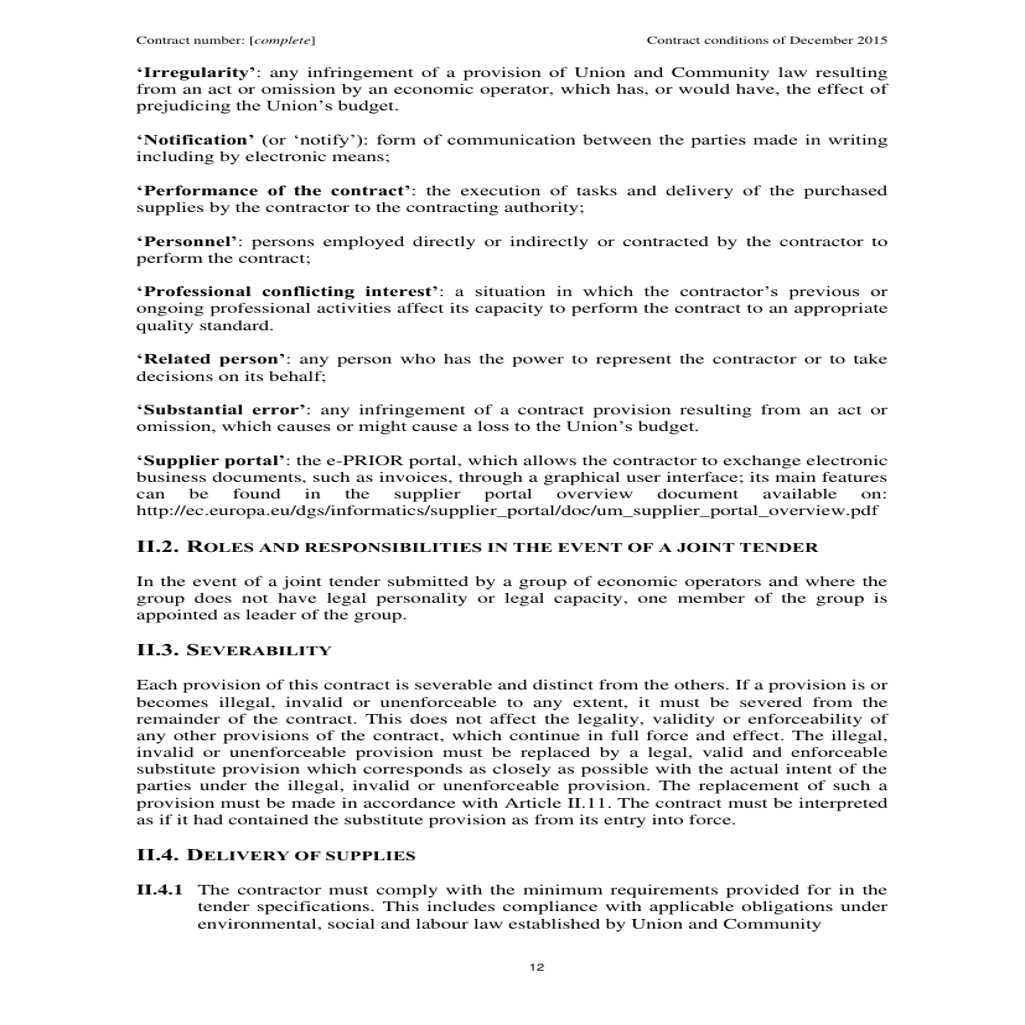 Contract number: [complete] Contract conditions of December 2015
‘Irregularity’: any infringement of a provision of Union and Community law resulting
from an act or omission by an economic operator, which has, or would have, the effect of
prejudicing the Union’s budget.
‘Notification’ (or ‘notify’): form of communication between the parties made in writing
including by electronic means;
‘Performance of the contract’: the execution of tasks and delivery of the purchased
supplies by the contractor to the contracting authority;
‘Personnel’: persons employed directly or indirectly or contracted by the contractor to
perform the contract;
‘Professional conflicting interest’: a situation in which the contractor’s previous or
ongoing professional activities affect its capacity to perform the contract to an appropriate
quality standard.
‘Related person’: any person who has the power to represent the contractor or to take
decisions on its behalf;
‘Substantial error’: any infringement of a contract provision resulting from an act or
omission, which causes or might cause a loss to the Union’s budget.
‘Supplier portal’: the e-PRIOR portal, which allows the contractor to exchange electronic
business documents, such as invoices, through a graphical user interface; its main features
can be found in the supplier portal overview document available on:
http://ec.europa.eu/dgs/informatics/supplier_portal/doc/um_supplier_portal_overview.pdf
II.2. ROLES AND RESPONSIBILITIES IN THE EVENT OF A JOINT TENDER
In the event of a joint tender submitted by a group of economic operators and where the
group does not have legal personality or legal capacity, one member of the group is
appointed as leader of the group.
II.3. SEVERABILITY
Each provision of this contract is severable and distinct from the others. If a provision is or
becomes illegal, invalid or unenforceable to any extent, it must be severed from the
remainder of the contract. This does not affect the legality, validity or enforceability of
any other provisions of the contract, which continue in full force and effect. The illegal,
invalid or unenforceable provision must be replaced by a legal, valid and enforceable
substitute provision which corresponds as closely as possible with the actual intent of the
parties under the illegal, invalid or unenforceable provision. The replacement of such a
provision must be made in accordance with Article II.11. The contract must be interpreted
as if it had contained the substitute provision as from its entry into force.
II.4. DELIVERY OF SUPPLIES
II.4.1 The contractor must comply with the minimum requirements provided for in the
tender specifications. This includes compliance with applicable obligations under
environmental, social and labour law established by Union and Community
12